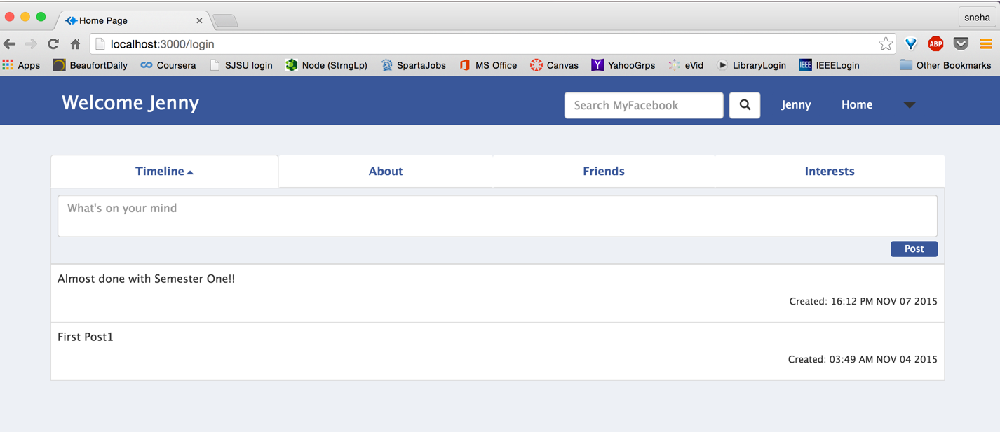 Home Page
sneha
localhost:3000/login
ABP
Apps BeaufortDaily Coursera SJSU login Node (StrngLp) SpartaJobs MS Office Canvas Y YahooGrps eVid LibraryLogin IEEE IEEELogin Other Bookmarks
Welcome Jenny Search MyFacebook Jenny Home
Timeline About Friends Interests
What's on your mind
Post
Almost done with Semester One!!
Created: 16:12 PM NOV 07 2015
First Post1
Created: 03:49 AM NOV 04 2015